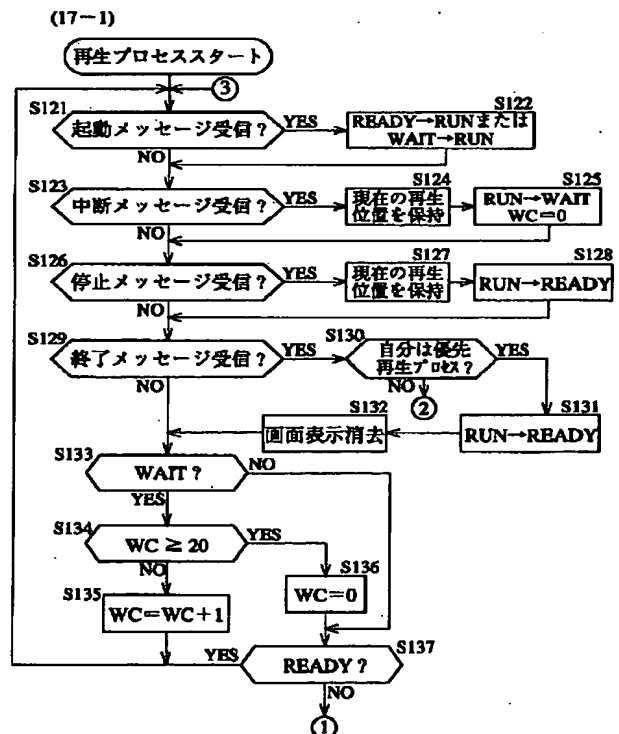 (17-1)
再生プロセススタート
③
S121
起動メッセージ受信？
YES
S122
READY→RUNまたは
WAIT→RUN
NO
S123
中断メッセージ受信？
YES
S124
現在の再生
位置を保持
S125
RUN→WAIT
WC=0
NO
S126
停止メッセージ受信？
YES
S127
現在の再生
位置を保持
S128
RUN→READY
NO
S129
終了メッセージ受信？
YES
S130
自分は優先
再生プロセス？
YES
NO
②
NO
S132
画面表示消去
S131
RUN→READY
S133
WAIT？
NO
YES
S134
WC ≧ 20
YES
NO
S135
WC=WC+1
S136
WC=0
YES
S137
READY？
NO
①